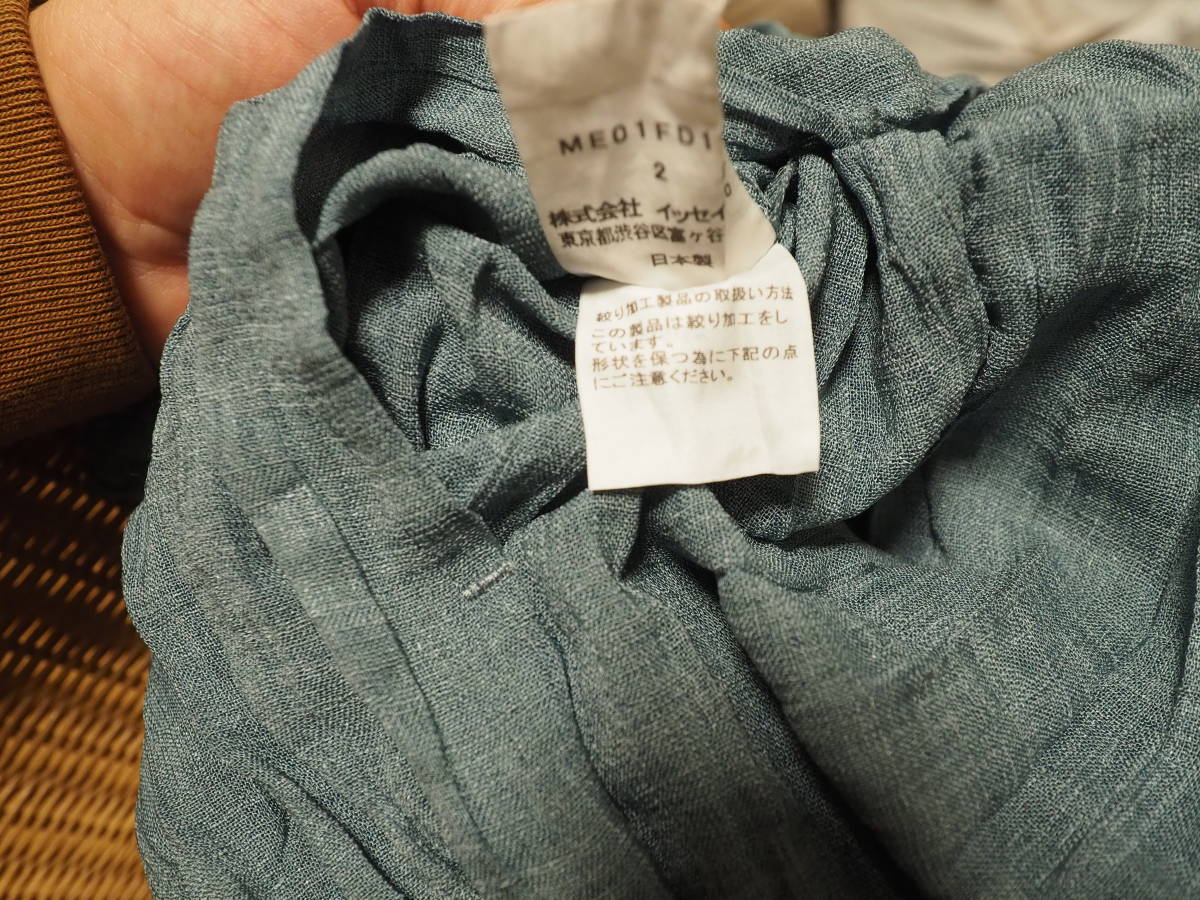 ME01FD1
2
株式会社 イッセイ
東京都渋谷区富ヶ谷
日本製
絞り加工製品の取扱い方法
この製品は絞り加工をし
ています。
形状を保つ為に下記の点
にご注意ください。